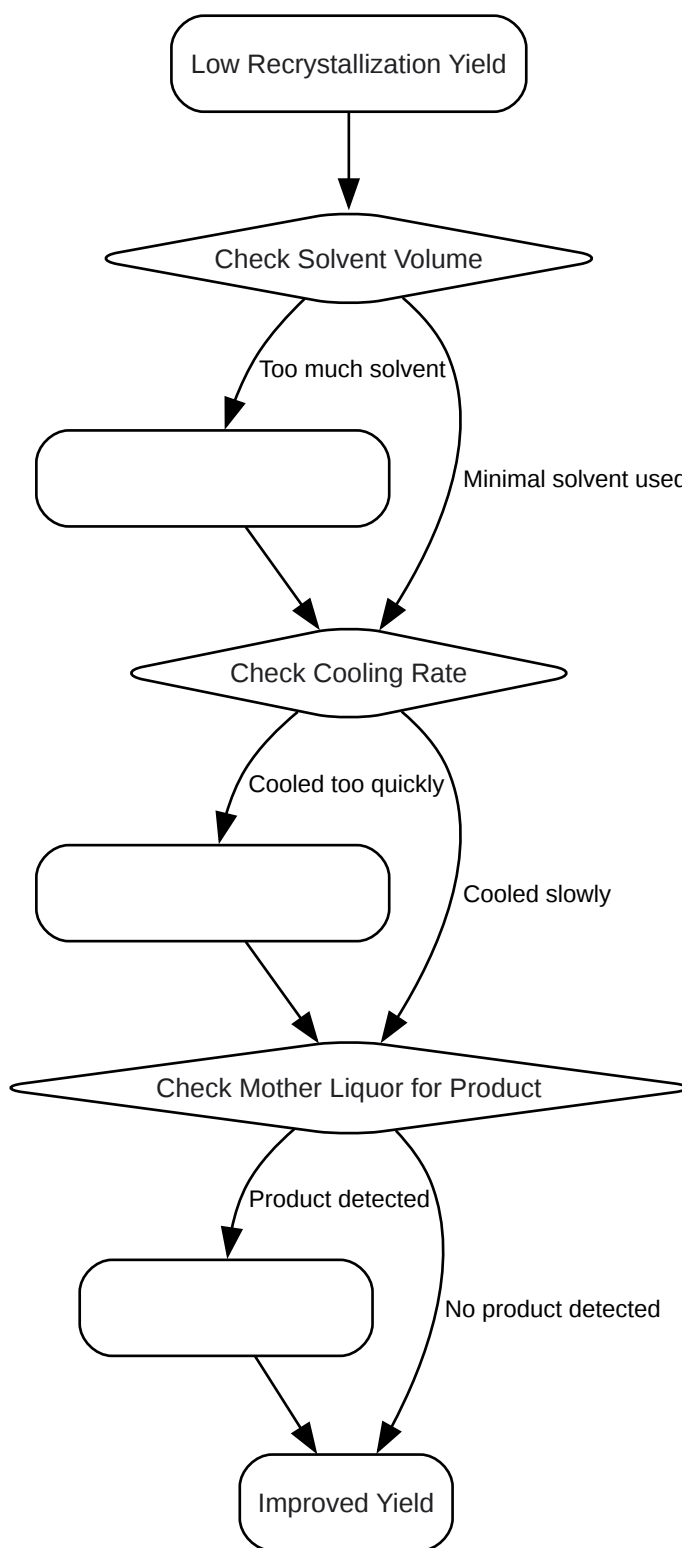 Low Recrystallization Yield
Check Solvent Volume
Too much solvent
Minimal solvent used
Check Cooling Rate
Cooled too quickly
Cooled slowly
Check Mother Liquor for Product
Product detected
No product detected
Improved Yield